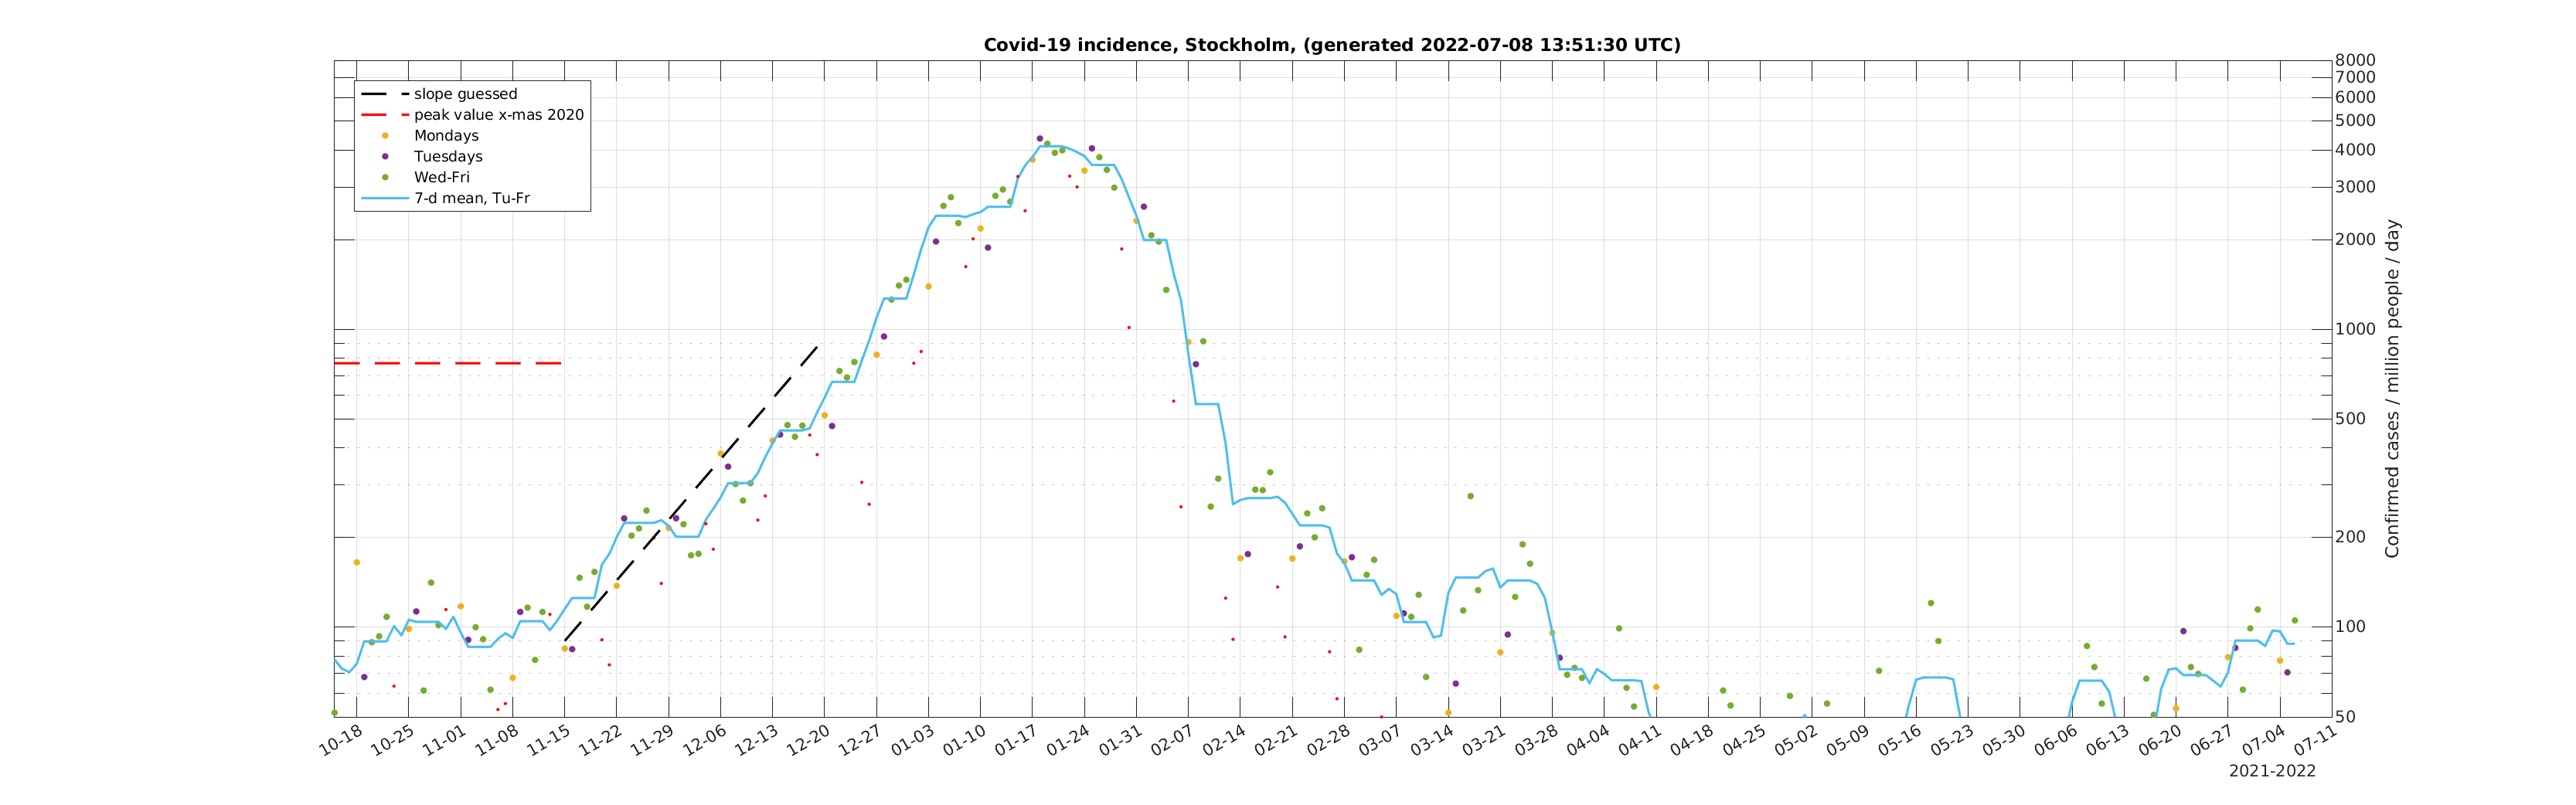 Covid-19 incidence, Stockholm, (generated 2022-07-08 13:51:30 UTC)
slope guessed
peak value x-mas 2020
Mondays
Tuesdays
Wed-Fri
7-d mean, Tu-Fr
8000
7000
6000
5000
4000
3000
2000
1000
500
200
100
50
Confirmed cases / million people / day
10-18 10-25 11-01 11-08 11-15 11-22 11-29 12-06 12-13 12-20 12-27 01-03 01-10 01-17 01-24 01-31 02-07 02-14 02-21 02-28 03-07 03-14 03-21 03-28 04-04 04-11 04-18 04-25 05-02 05-09 05-16 05-23 05-30 06-06 06-13 06-20 06-27 07-04 07-11
2021-2022